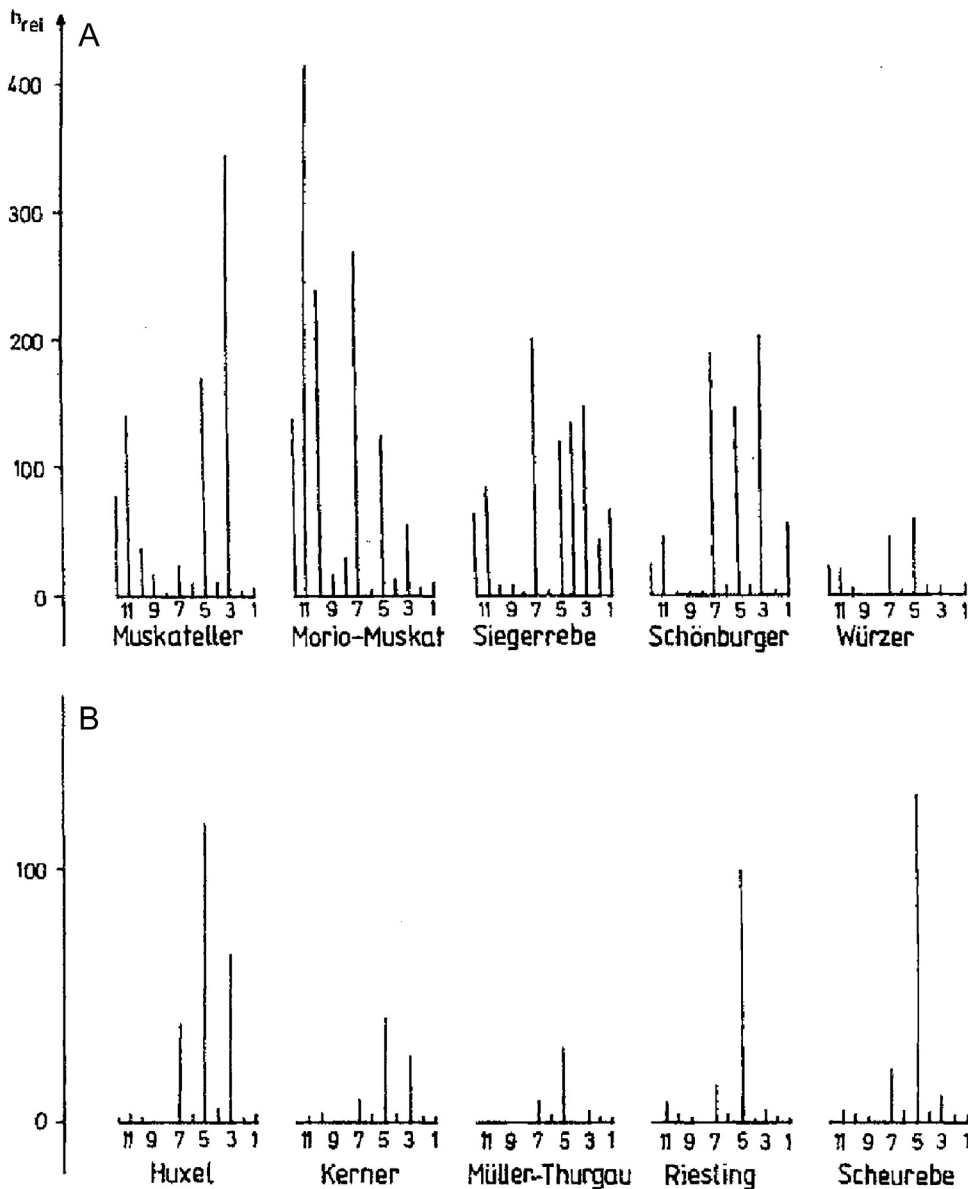 h rel
A
400
300
200
100
0
11 9 7 5 3 1 11 9 7 5 3 1 11 9 7 5 3 1 11 9 7 5 3 1 11 9 7 5 3 1
Muskateller Morio-Muskat Siegerrebe Schönburger Würzer
B
100
0
11 9 7 5 3 1 11 9 7 5 3 1 11 9 7 5 3 1 11 9 7 5 3 1 11 9 7 5 3 1
Huxel Kerner Müller-Thurgau Riesling Scheurebe